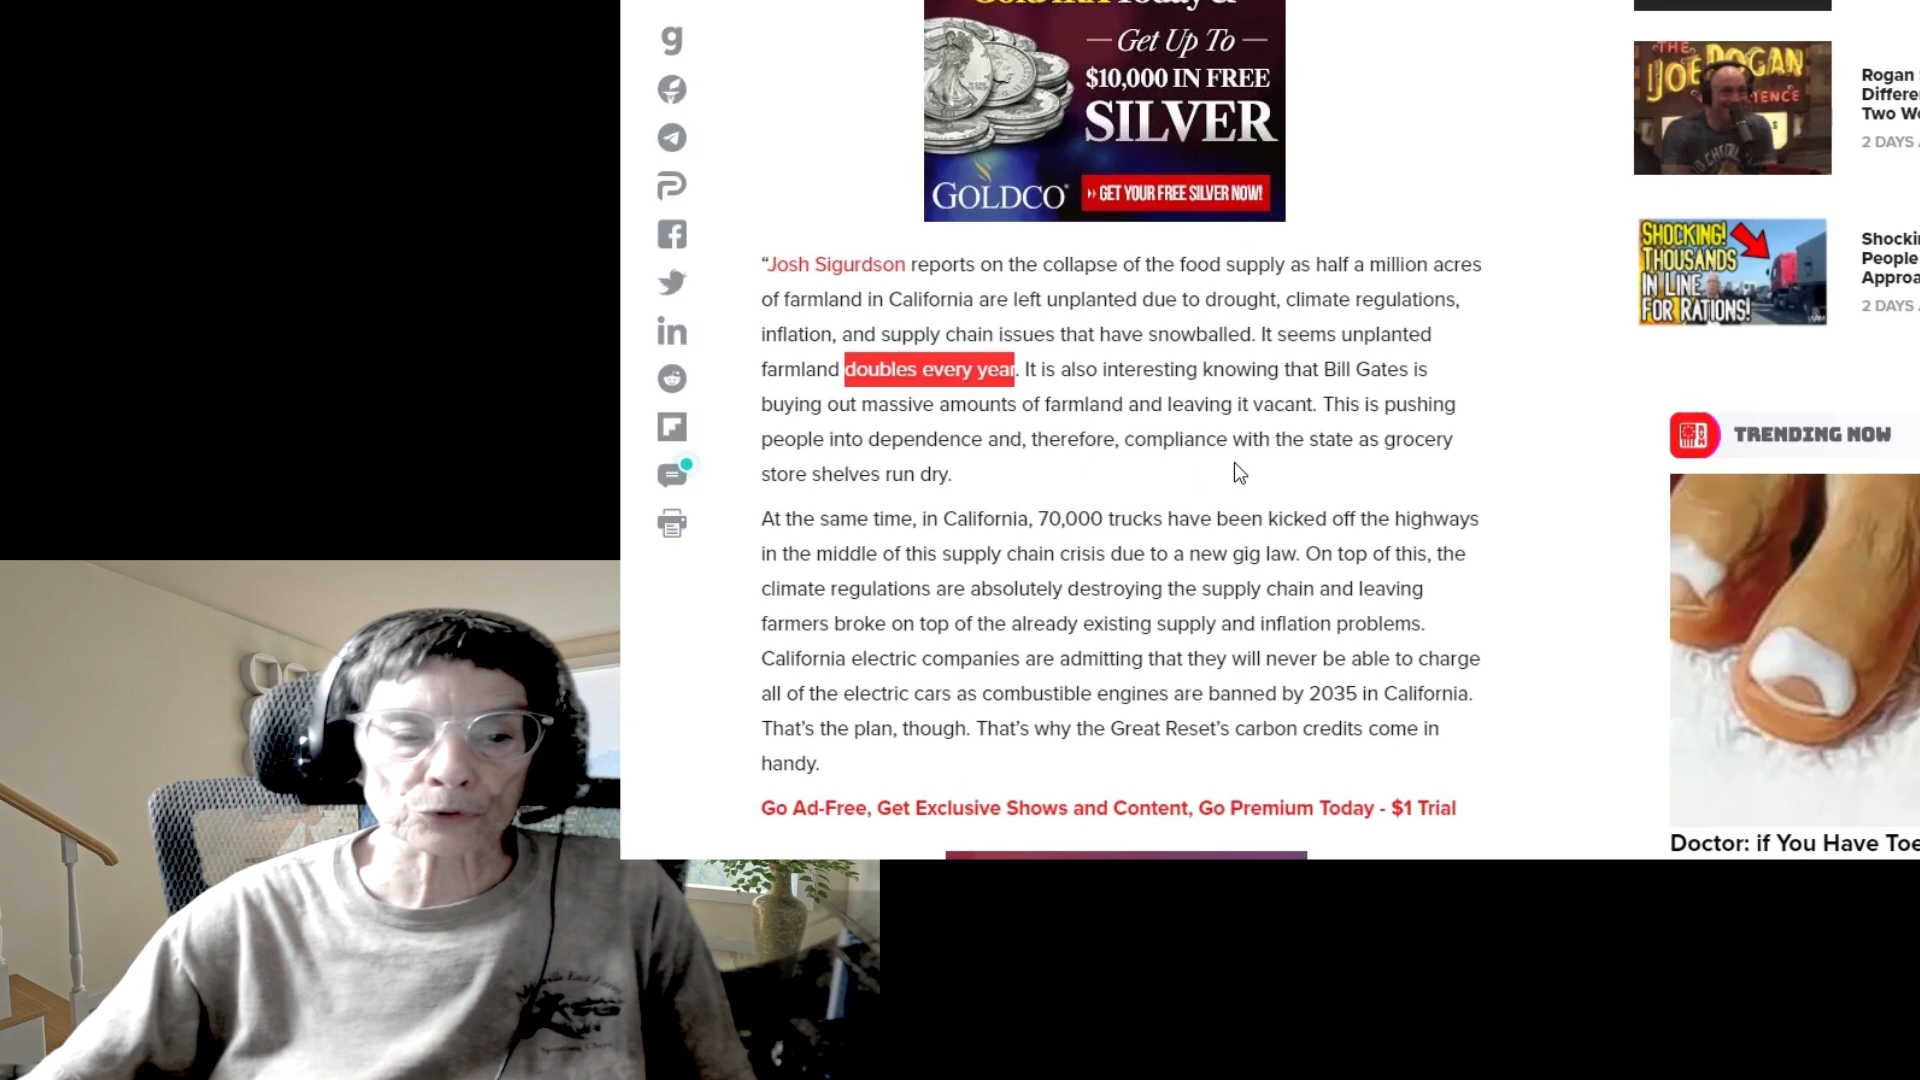 Gold IRA Today &
Get Up To
$10,000 IN FREE
SILVER
GOLDCO
GET YOUR FREE SILVER NOW!
“Josh Sigurdson reports on the collapse of the food supply as half a million acres
of farmland in California are left unplanted due to drought, climate regulations,
inflation, and supply chain issues that have snowballed. It seems unplanted
farmland doubles every year. It is also interesting knowing that Bill Gates is
buying out massive amounts of farmland and leaving it vacant. This is pushing
people into dependence and, therefore, compliance with the state as grocery
store shelves run dry.
At the same time, in California, 70,000 trucks have been kicked off the highways
in the middle of this supply chain crisis due to a new gig law. On top of this, the
climate regulations are absolutely destroying the supply chain and leaving
farmers broke on top of the already existing supply and inflation problems.
California electric companies are admitting that they will never be able to charge
all of the electric cars as combustible engines are banned by 2035 in California.
That’s the plan, though. That’s why the Great Reset’s carbon credits come in
handy.
Go Ad-Free, Get Exclusive Shows and Content, Go Premium Today - $1 Trial
THE
JOE ROGAN
Rogan
Differe
Two W
2 DAYS
SHOCKING!
THOUSANDS
IN LINE
FOR RATIONS!
Shockin
People
Approa
2 DAYS
TRENDING NOW
Doctor: if You Have Toe